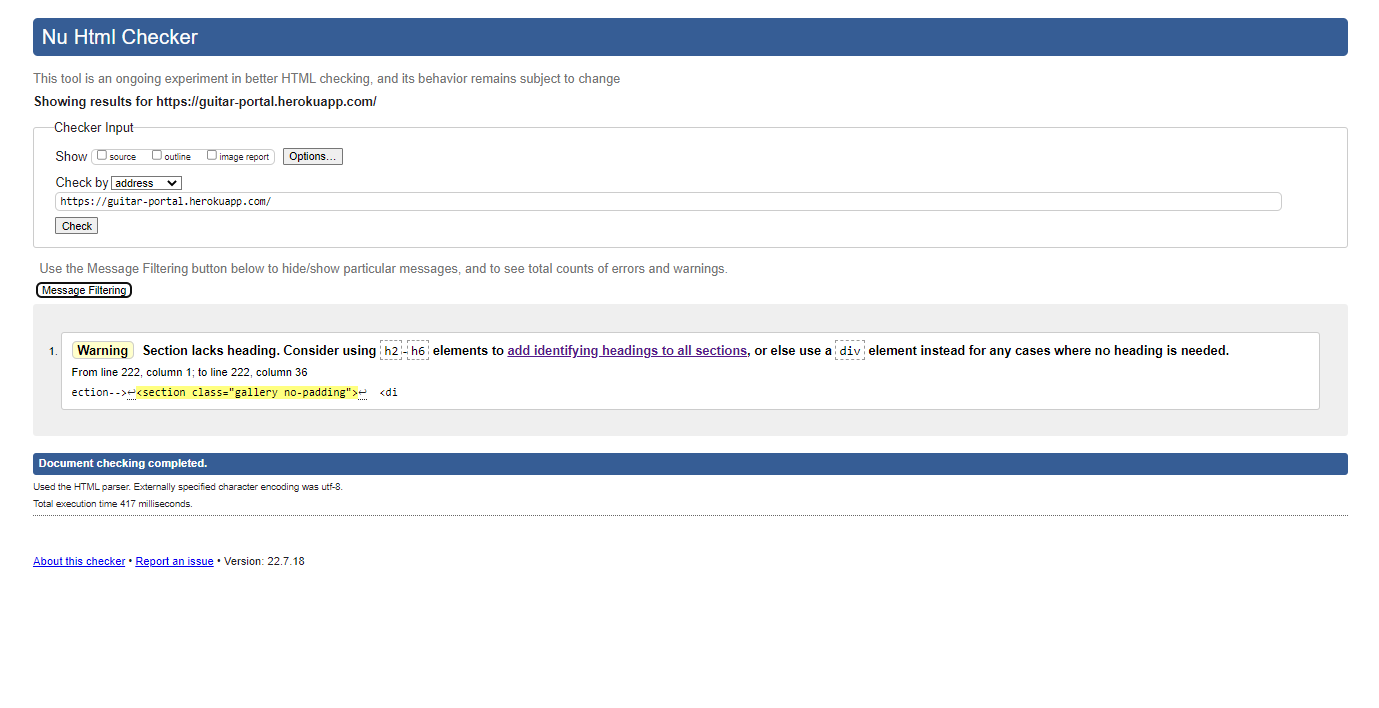 Nu Html Checker
This tool is an ongoing experiment in better HTML checking, and its behavior remains subject to change
Showing results for https://guitar-portal.herokuapp.com/
Checker Input
Show source outline image report Options...
Check by address
https://guitar-portal.herokuapp.com/
Check
Use the Message Filtering button below to hide/show particular messages, and to see total counts of errors and warnings.
Message Filtering
1. Warning Section lacks heading. Consider using h2-h6 elements to add identifying headings to all sections, or else use a div element instead for any cases where no heading is needed.
From line 222, column 1; to line 222, column 36
ection-->↩<section class="gallery no-padding">↩ <di
Document checking completed.
Used the HTML parser. Externally specified character encoding was utf-8.
Total execution time 417 milliseconds.
About this checker • Report an issue • Version: 22.7.18